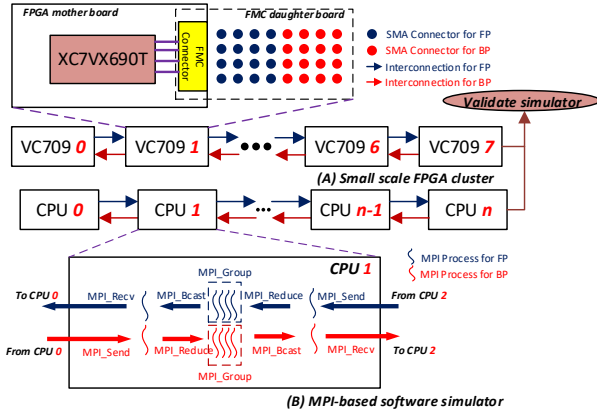 FPGA mother board
FMC daughter board
XC7VX690T
FMC
Connector
SMA Connector for FP
SMA Connector for BP
Interconnection for FP
Interconnection for BP
Validate simulator
VC709 0
VC709 1
•••
VC709 6
VC709 7
(A) Small scale FPGA cluster
CPU 0
CPU 1
...
CPU n-1
CPU n
CPU 1
MPI Process for FP
MPI Process for BP
MPI_Group
To CPU 0
MPI_Recv
MPI_Bcast
MPI_Reduce
MPI_Send
From CPU 2
From CPU 0
MPI_Send
MPI_Reduce
MPI_Bcast
MPI_Recv
To CPU 2
MPI_Group
(B) MPI-based software simulator